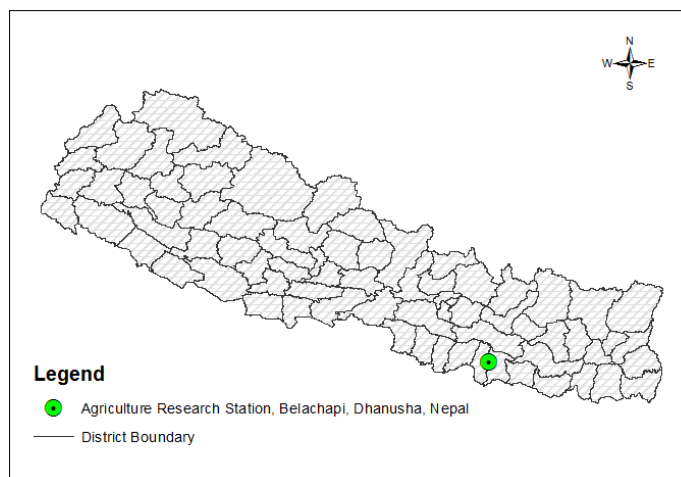 N
W E
S
Legend
Agriculture Research Station, Belachapi, Dhanusha, Nepal
District Boundary